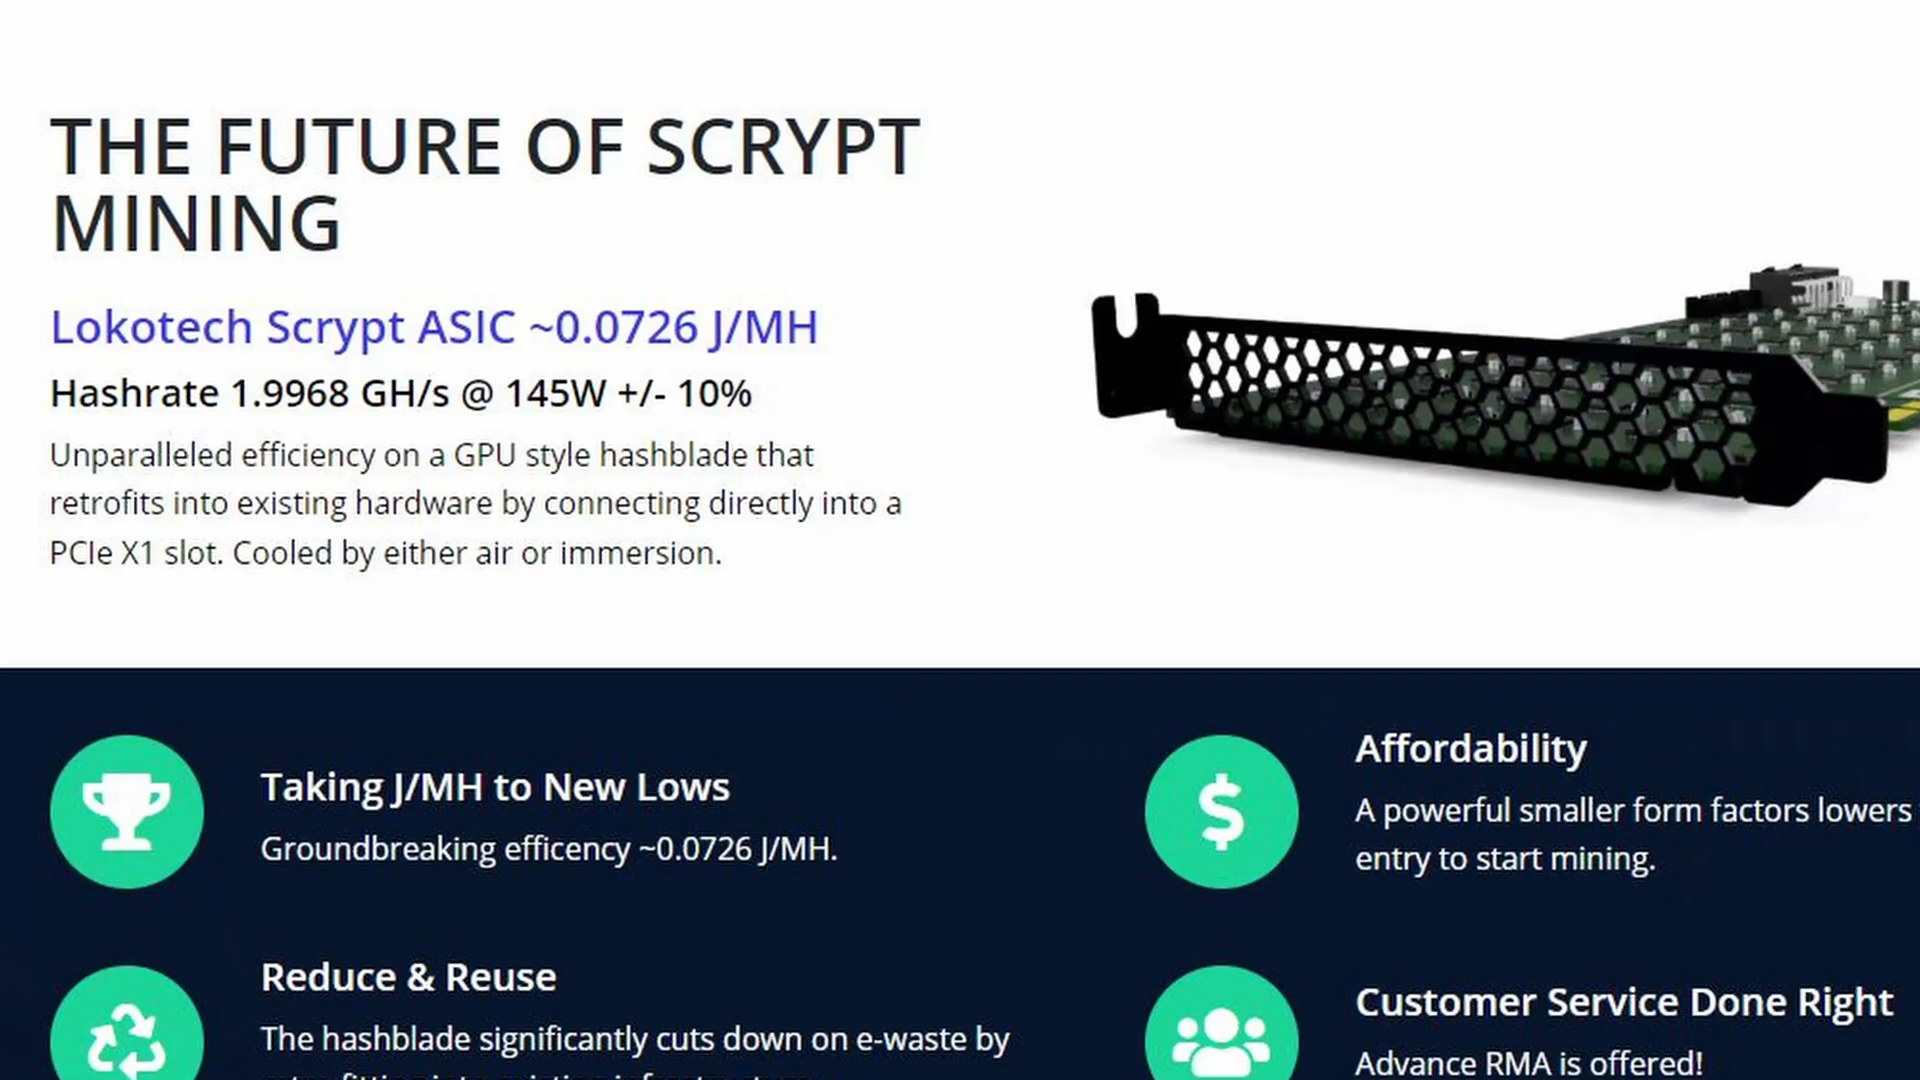 THE FUTURE OF SCRYPT
MINING
Lokotech Scrypt ASIC ~0.0726 J/MH
Hashrate 1.9968 GH/s @ 145W +/- 10%
Unparalleled efficiency on a GPU style hashblade that
retrofits into existing hardware by connecting directly into a
PCIe X1 slot. Cooled by either air or immersion.
Taking J/MH to New Lows
Groundbreaking efficency ~0.0726 J/MH.
Affordability
A powerful smaller form factors lowers
entry to start mining.
Reduce & Reuse
The hashblade significantly cuts down on e-waste by
Customer Service Done Right
Advance RMA is offered!